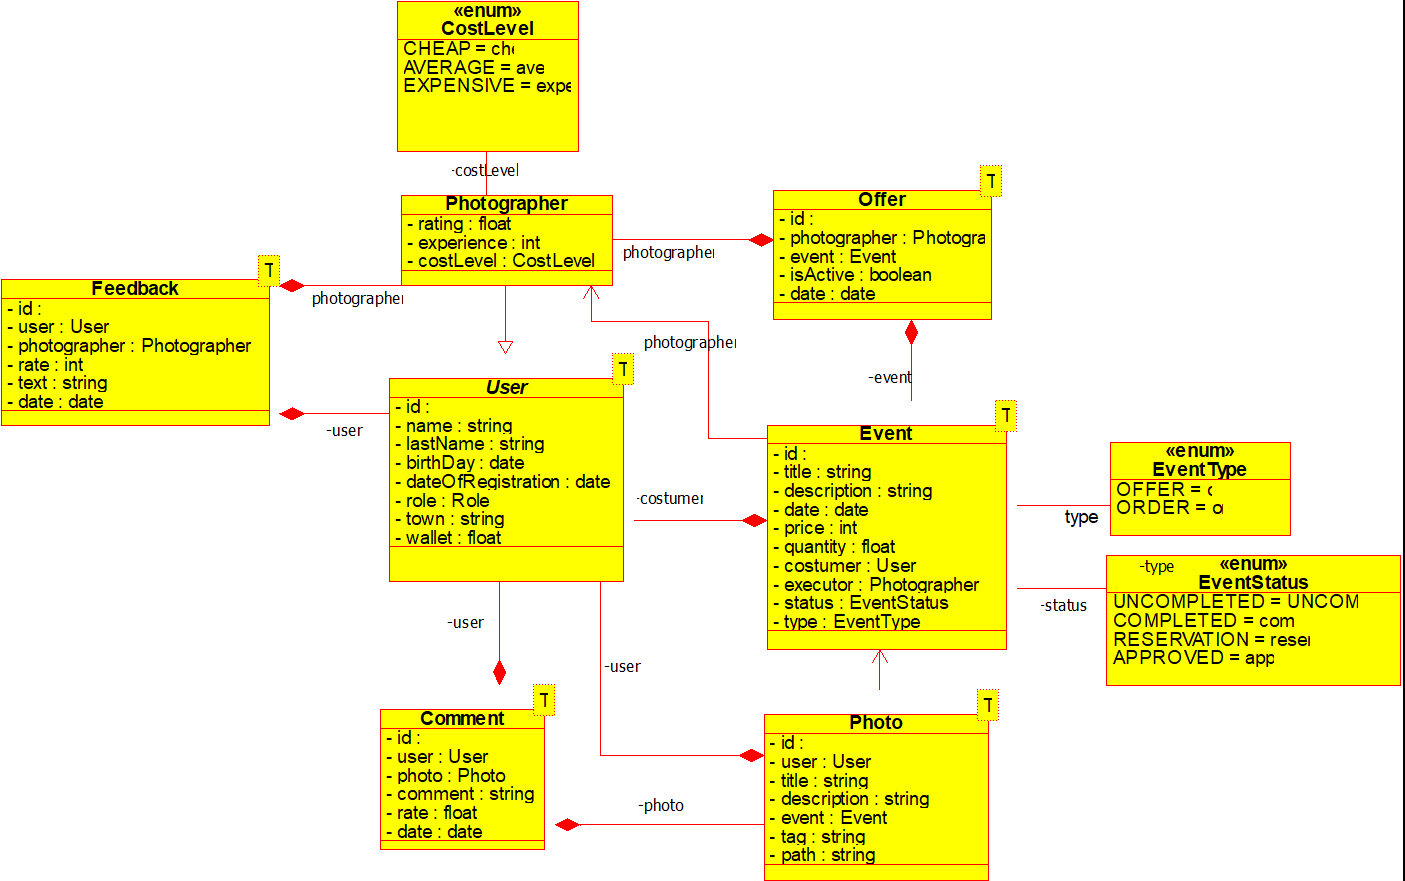 «enum»
CostLevel
CHEAP = che
AVERAGE = ave
EXPENSIVE = expe
-costLevel
Photographer
- rating : float
- experience : int
- costLevel : CostLevel
T
Offer
- id :
- photographer : Photogra
- event : Event
- isActive : boolean
- date : date
photographer
T
Feedback
- id :
- user : User
- photographer : Photographer
- rate : int
- text : string
- date : date
photographer
photographer
-event
-user
T
User
- id :
- name : string
- lastName : string
- birthDay : date
- dateOfRegistration : date
- role : Role
- town : string
- wallet : float
-costumer
T
Event
- id :
- title : string
- description : string
- date : date
- price : int
- quantity : float
- costumer : User
- executor : Photographer
- status : EventStatus
- type : EventType
«enum»
EventType
OFFER = o
ORDER = o
type
-type
«enum»
EventStatus
UNCOMPLETED = UNCOM
COMPLETED = com
RESERVATION = reser
APPROVED = app
-status
-user
-user
T
Comment
- id :
- user : User
- photo : Photo
- comment : string
- rate : float
- date : date
-photo
T
Photo
- id :
- user : User
- title : string
- description : string
- event : Event
- tag : string
- path : string